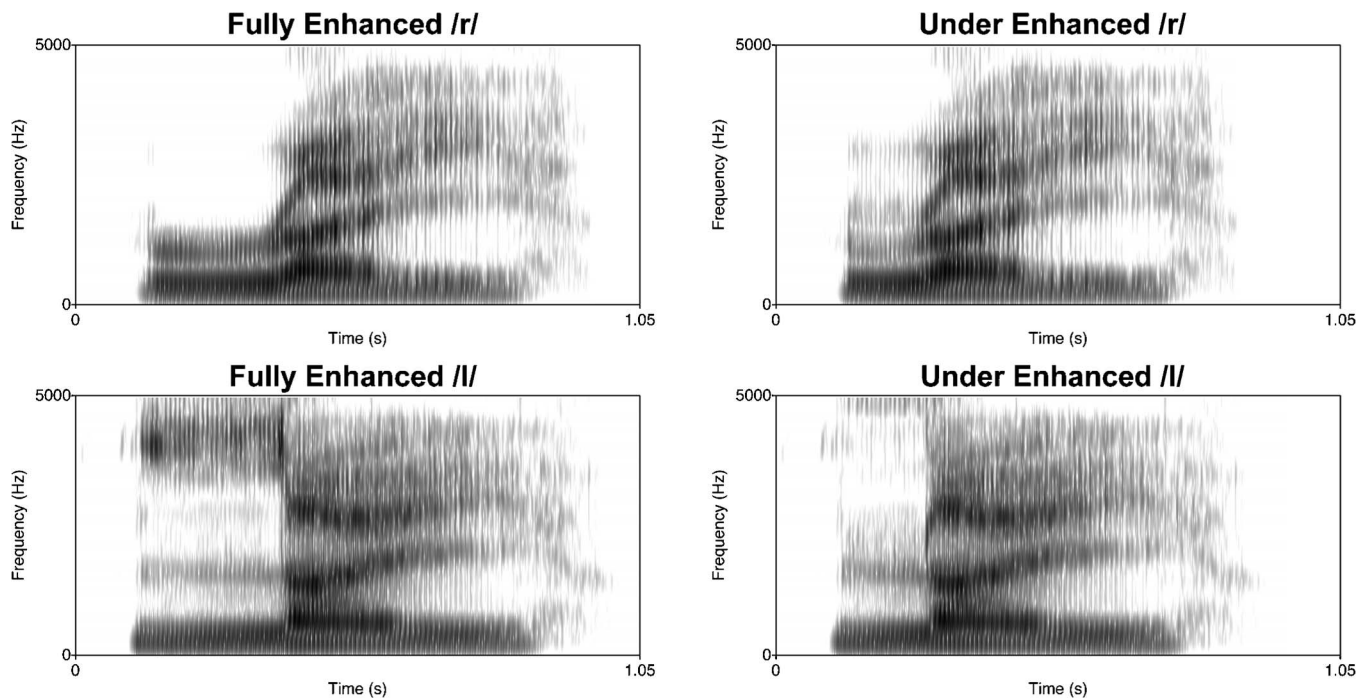 Fully Enhanced /r/
5000
Frequency (Hz)
0
0
1.05
Time (s)
Under Enhanced /r/
5000
Frequency (Hz)
0
0
1.05
Time (s)
Fully Enhanced /l/
5000
Frequency (Hz)
0
0
1.05
Time (s)
Under Enhanced /l/
5000
Frequency (Hz)
0
0
1.05
Time (s)